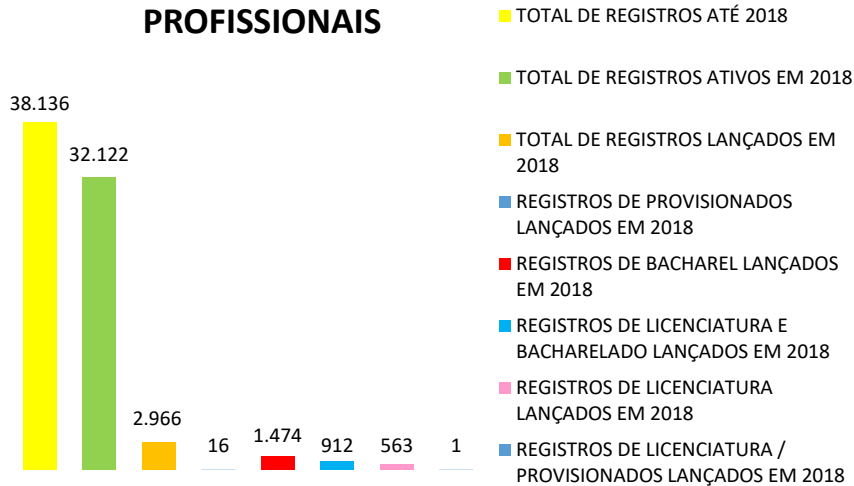 PROFISSIONAIS
38.136
32.122
2.966
16
1.474
912
563
1
TOTAL DE REGISTROS ATÉ 2018
TOTAL DE REGISTROS ATIVOS EM 2018
TOTAL DE REGISTROS LANÇADOS EM
2018
REGISTROS DE PROVISIONADOS
LANÇADOS EM 2018
REGISTROS DE BACHAREL LANÇADOS
EM 2018
REGISTROS DE LICENCIATURA E
BACHARELADO LANÇADOS EM 2018
REGISTROS DE LICENCIATURA
LANÇADOS EM 2018
REGISTROS DE LICENCIATURA /
PROVISIONADOS LANÇADOS EM 2018